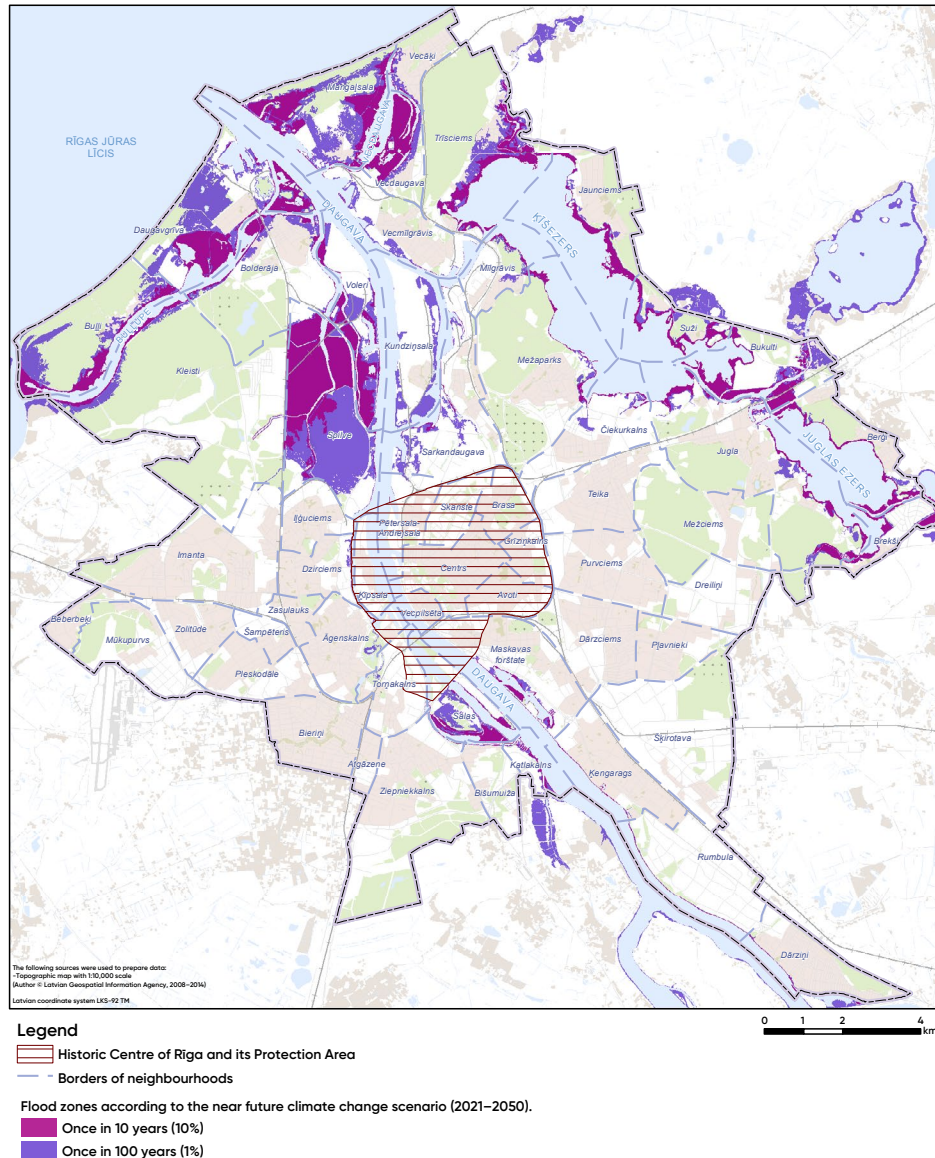 Vecāķi
Mangaļsala
VECDAUGAVA
RĪGAS JŪRAS
LĪCIS
Trīsciems
Vecdaugava
Jaunciems
DAUGAVA
ĶĪŠEZERS
Daugavgrīva
Vecmīlgrāvis
Bolderāja
Mīlgrāvis
Voleri
Buļļi
BUĻĻUPE
Suži
Kundziņsala
Bukulti
Kleisti
Mežaparks
Čiekurkalns
Spilve
Berģi
Sarkandaugava
Jugla
JUGLAS EZERS
Teika
Skanste
Brasa
Iļģuciems
Pētersala-
Andrejsala
Mežciems
Grīziņkalns
Brekši
Imanta
Dzirciems
Centrs
Purvciems
Dreiliņi
Ķīpsala
Avoti
Zasulauks
Vecpilsēta
Beberbeķi
Mūkupurvs
Zolitūde
Šampēteris
Āgenskalns
Dārzciems
Pļavnieki
Maskavas
forštate
Pleskodāle
Torņakalns
DAUGAVA
Salas
Bieriņi
Šķirotava
Atgāzene
Katlakalns
Ķengarags
Ziepniekkalns
Bišumuiža
Rumbula
Dārziņi
The following sources were used to prepare data:
-Topographic map with 1:10,000 scale
(Author © Latvian Geospatial Information Agency, 2008–2014)
Latvian coordinate system LKS-92 TM
0 1 2 4
km
Legend
Historic Centre of Rīga and its Protection Area
Borders of neighbourhoods
Flood zones according to the near future climate change scenario (2021–2050).
Once in 10 years (10%)
Once in 100 years (1%)